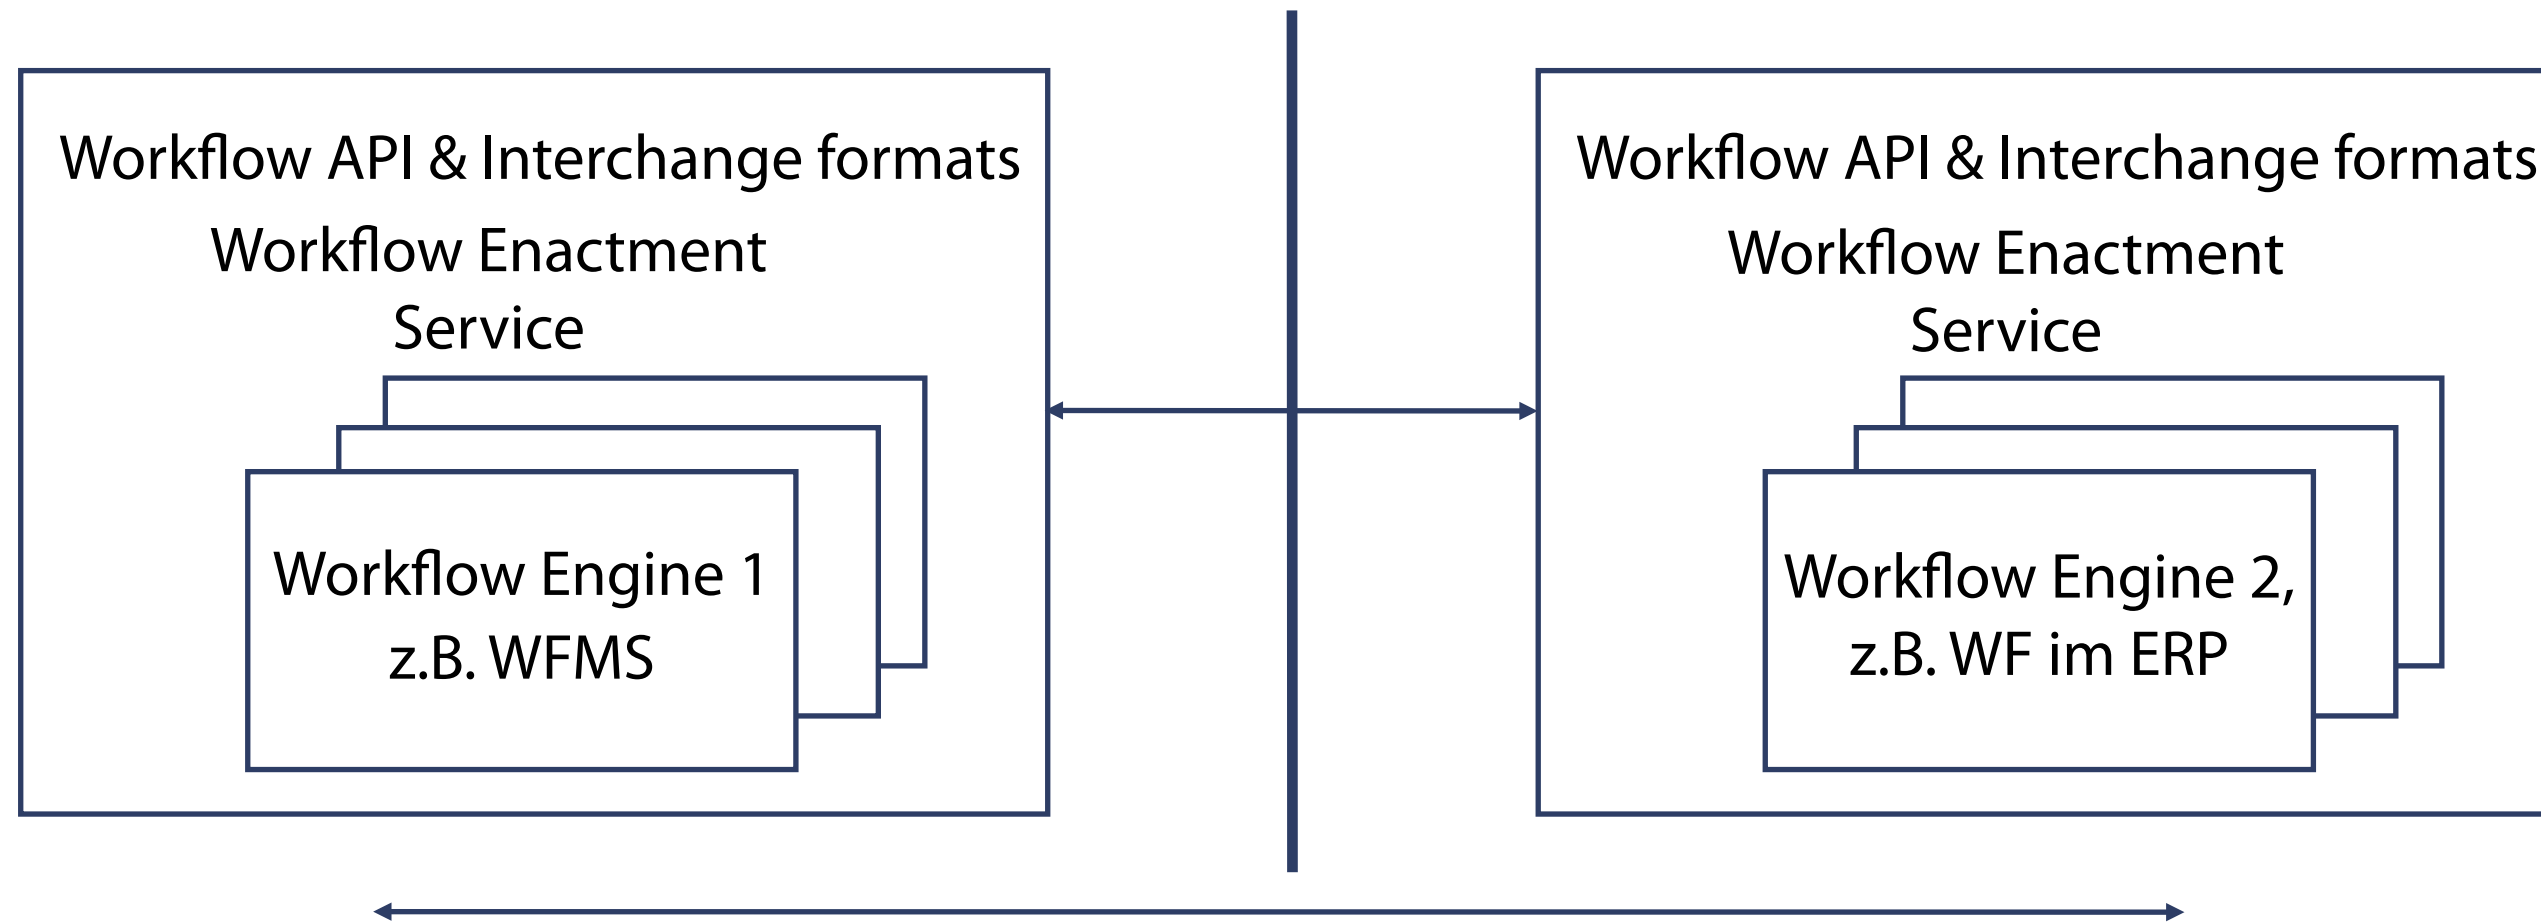 Workflow API & Interchange formats
Workflow Enactment
Service
Workflow Engine 1
z.B. WFMS
Workflow API & Interchange formats
Workflow Enactment
Service
Workflow Engine 2,
z.B. WF im ERP